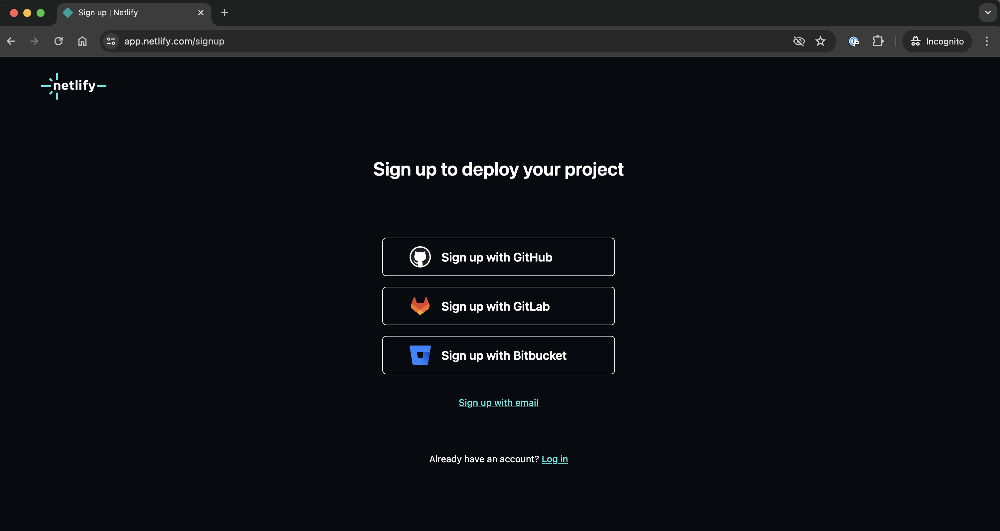 Sign up | Netlify
app.netlify.com/signup
Incognito
netlify
Sign up to deploy your project
Sign up with GitHub
Sign up with GitLab
Sign up with Bitbucket
Sign up with email
Already have an account? Log in